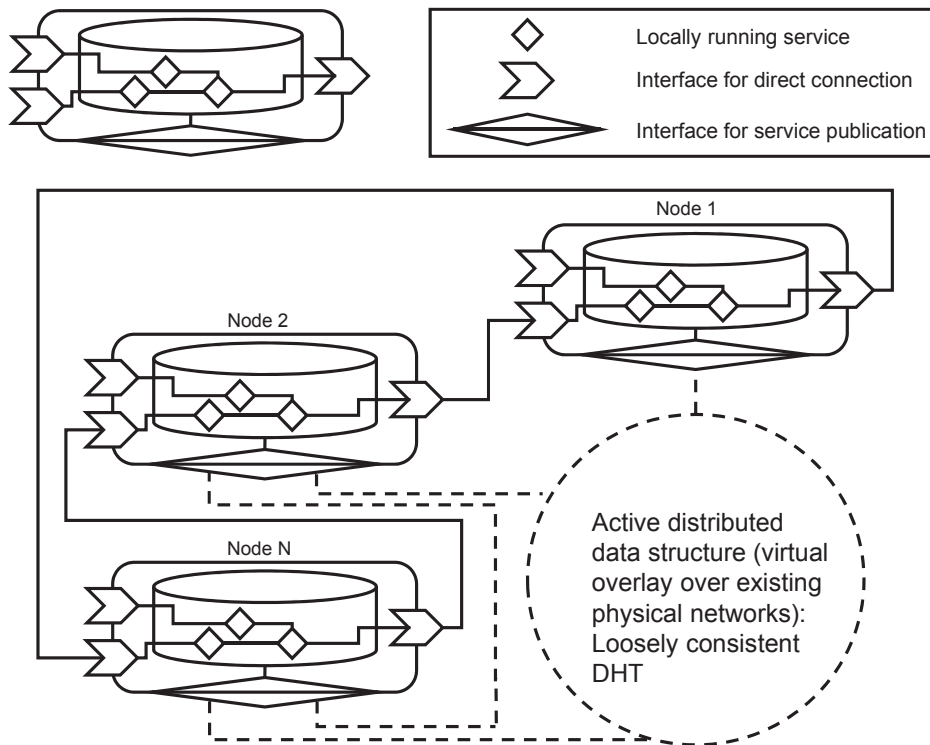 Locally running service
Interface for direct connection
Interface for service publication
Node 1
Node 2
Node N
Active distributed
data structure (virtual
overlay over existing
physical networks):
Loosely consistent
DHT